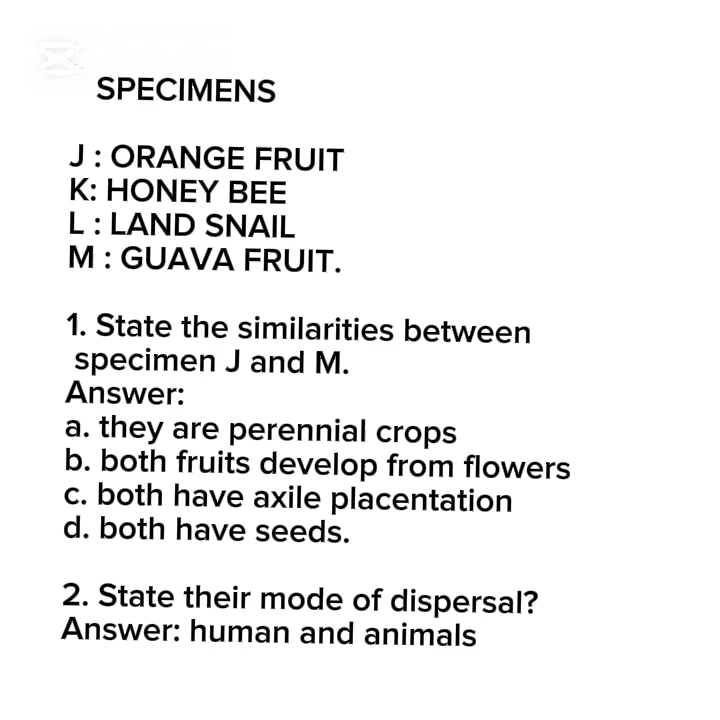 SPECIMENS
J : ORANGE FRUIT
K: HONEY BEE
L : LAND SNAIL
M : GUAVA FRUIT.
1. State the similarities between
specimen J and M.
Answer:
a. they are perennial crops
b. both fruits develop from flowers
c. both have axile placentation
d. both have seeds.
2. State their mode of dispersal?
Answer: human and animals